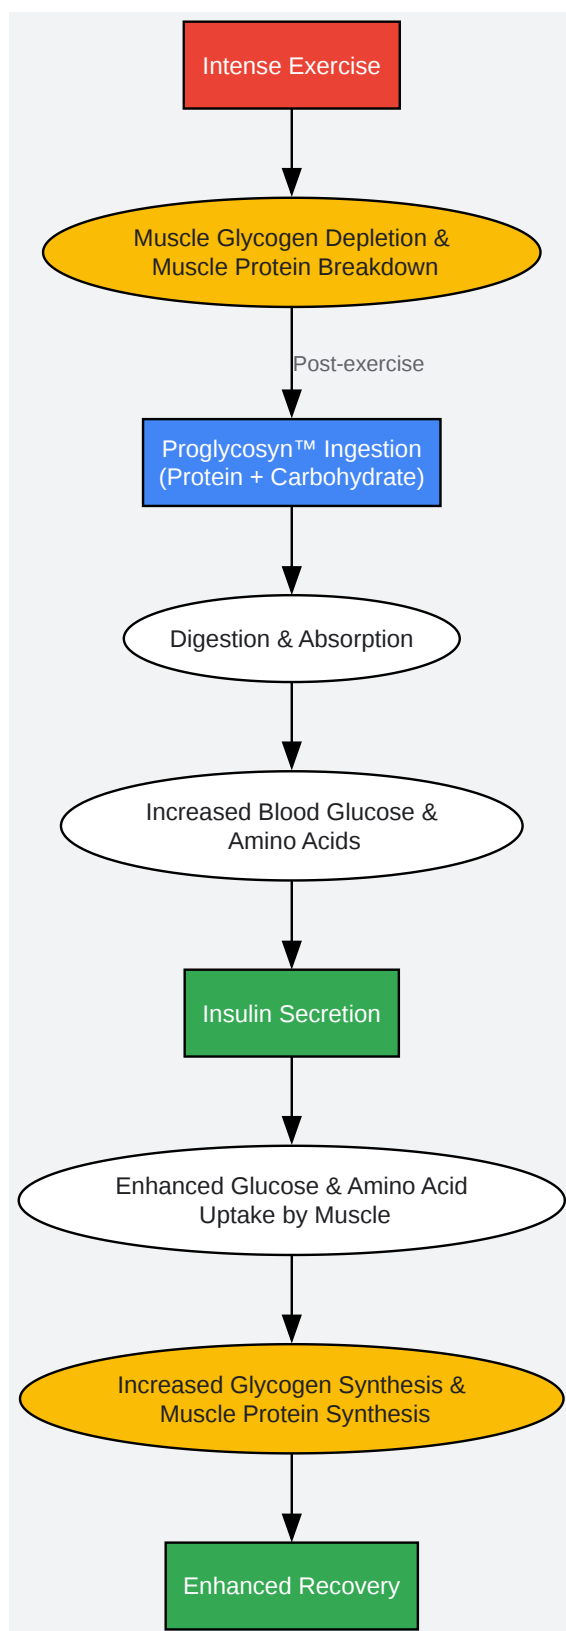 Intense Exercise
Muscle Glycogen Depletion &
Muscle Protein Breakdown
Post-exercise
Proglycosyn™ Ingestion
(Protein + Carbohydrate)
Digestion & Absorption
Increased Blood Glucose &
Amino Acids
Insulin Secretion
Enhanced Glucose & Amino Acid
Uptake by Muscle
Increased Glycogen Synthesis &
Muscle Protein Synthesis
Enhanced Recovery